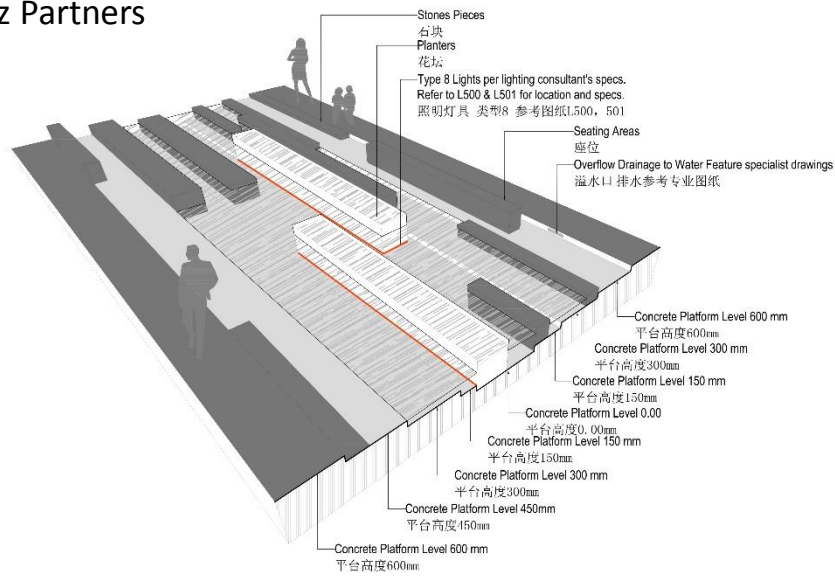 z Partners
Stones Pieces
石块
Planters
花坛
Type 8 Lights per lighting consultant's specs.
Refer to L500 & L501 for location and specs.
照明灯具 类型8 参考图纸L500，501
Seating Areas
座位
Overflow Drainage to Water Feature specialist drawings
溢水口 排水参考专业图纸
Concrete Platform Level 600 mm
平台高度600mm
Concrete Platform Level 300 mm
平台高度300mm
Concrete Platform Level 150 mm
平台高度150mm
Concrete Platform Level 0.00
平台高度0.00mm
Concrete Platform Level 150 mm
平台高度150mm
Concrete Platform Level 300 mm
平台高度300mm
Concrete Platform Level 450mm
平台高度450mm
Concrete Platform Level 600 mm
平台高度600mm